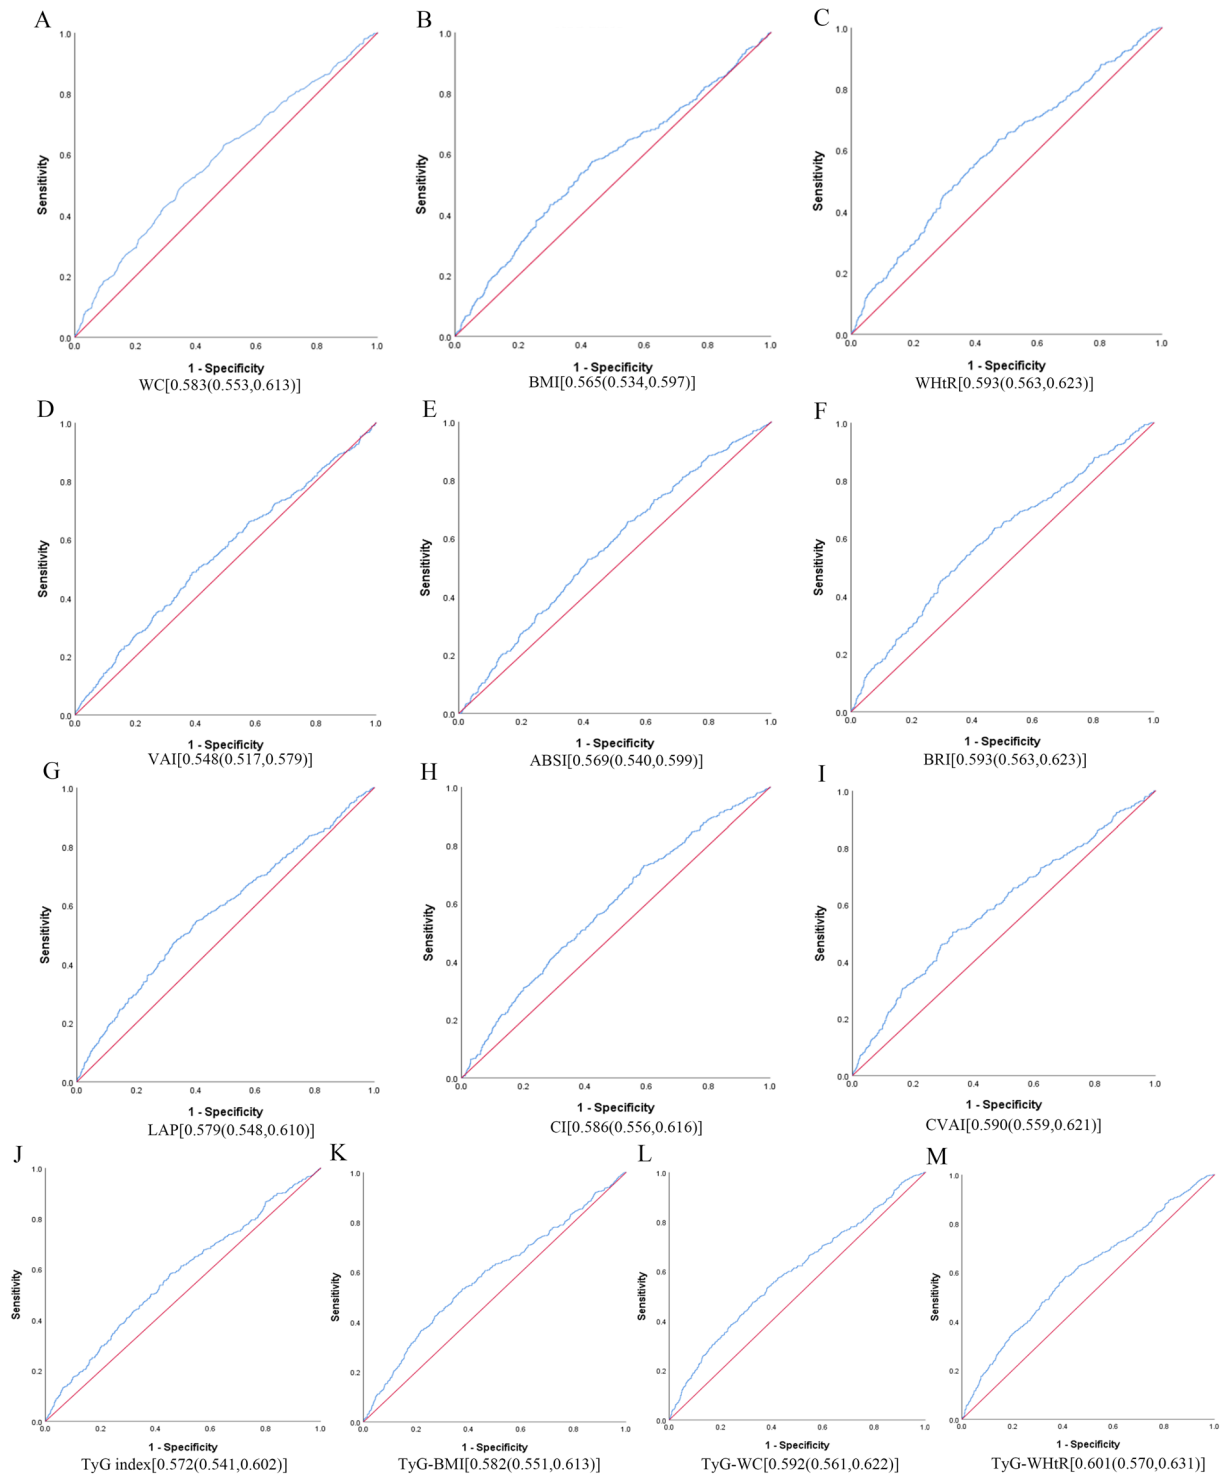 A
1.0
0.8
0.6
0.4
0.2
0.0
Sensitivity
0.0 0.2 0.4 0.6 0.8 1.0
1 - Specificity
WC[0.583(0.553,0.613)]
B
1.0
0.8
0.6
0.4
0.2
0.0
Sensitivity
0.0 0.2 0.4 0.6 0.8 1.0
1 - Specificity
BMI[0.565(0.534,0.597)]
C
1.0
0.8
0.6
0.4
0.2
0.0
Sensitivity
0.0 0.2 0.4 0.6 0.8 1.0
1 - Specificity
WHtR[0.593(0.563,0.623)]
D
1.0
0.8
0.6
0.4
0.2
0.0
Sensitivity
0.0 0.2 0.4 0.6 0.8 1.0
1 - Specificity
VAI[0.548(0.517,0.579)]
E
1.0
0.8
0.6
0.4
0.2
0.0
Sensitivity
0.0 0.2 0.4 0.6 0.8 1.0
1 - Specificity
ABSI[0.569(0.540,0.599)]
F
1.0
0.8
0.6
0.4
0.2
0.0
Sensitivity
0.0 0.2 0.4 0.6 0.8 1.0
1 - Specificity
BRI[0.593(0.563,0.623)]
G
1.0
0.8
0.6
0.4
0.2
0.0
Sensitivity
0.0 0.2 0.4 0.6 0.8 1.0
1 - Specificity
LAP[0.579(0.548,0.610)]
H
1.0
0.8
0.6
0.4
0.2
0.0
Sensitivity
0.0 0.2 0.4 0.6 0.8 1.0
1 - Specificity
CI[0.586(0.556,0.616)]
I
1.0
0.8
0.6
0.4
0.2
0.0
Sensitivity
0.0 0.2 0.4 0.6 0.8 1.0
1 - Specificity
CVAI[0.590(0.559,0.621)]
J
1.0
0.8
0.6
0.4
0.2
0.0
Sensitivity
0.0 0.2 0.4 0.6 0.8 1.0
1 - Specificity
TyG index[0.572(0.541,0.602)]
K
1.0
0.8
0.6
0.4
0.2
0.0
Sensitivity
0.0 0.2 0.4 0.6 0.8 1.0
1 - Specificity
TyG-BMI[0.582(0.551,0.613)]
L
1.0
0.8
0.6
0.4
0.2
0.0
Sensitivity
0.0 0.2 0.4 0.6 0.8 1.0
1 - Specificity
TyG-WC[0.592(0.561,0.622)]
M
1.0
0.8
0.6
0.4
0.2
0.0
Sensitivity
0.0 0.2 0.4 0.6 0.8 1.0
1 - Specificity
TyG-WHtR[0.601(0.570,0.631)]